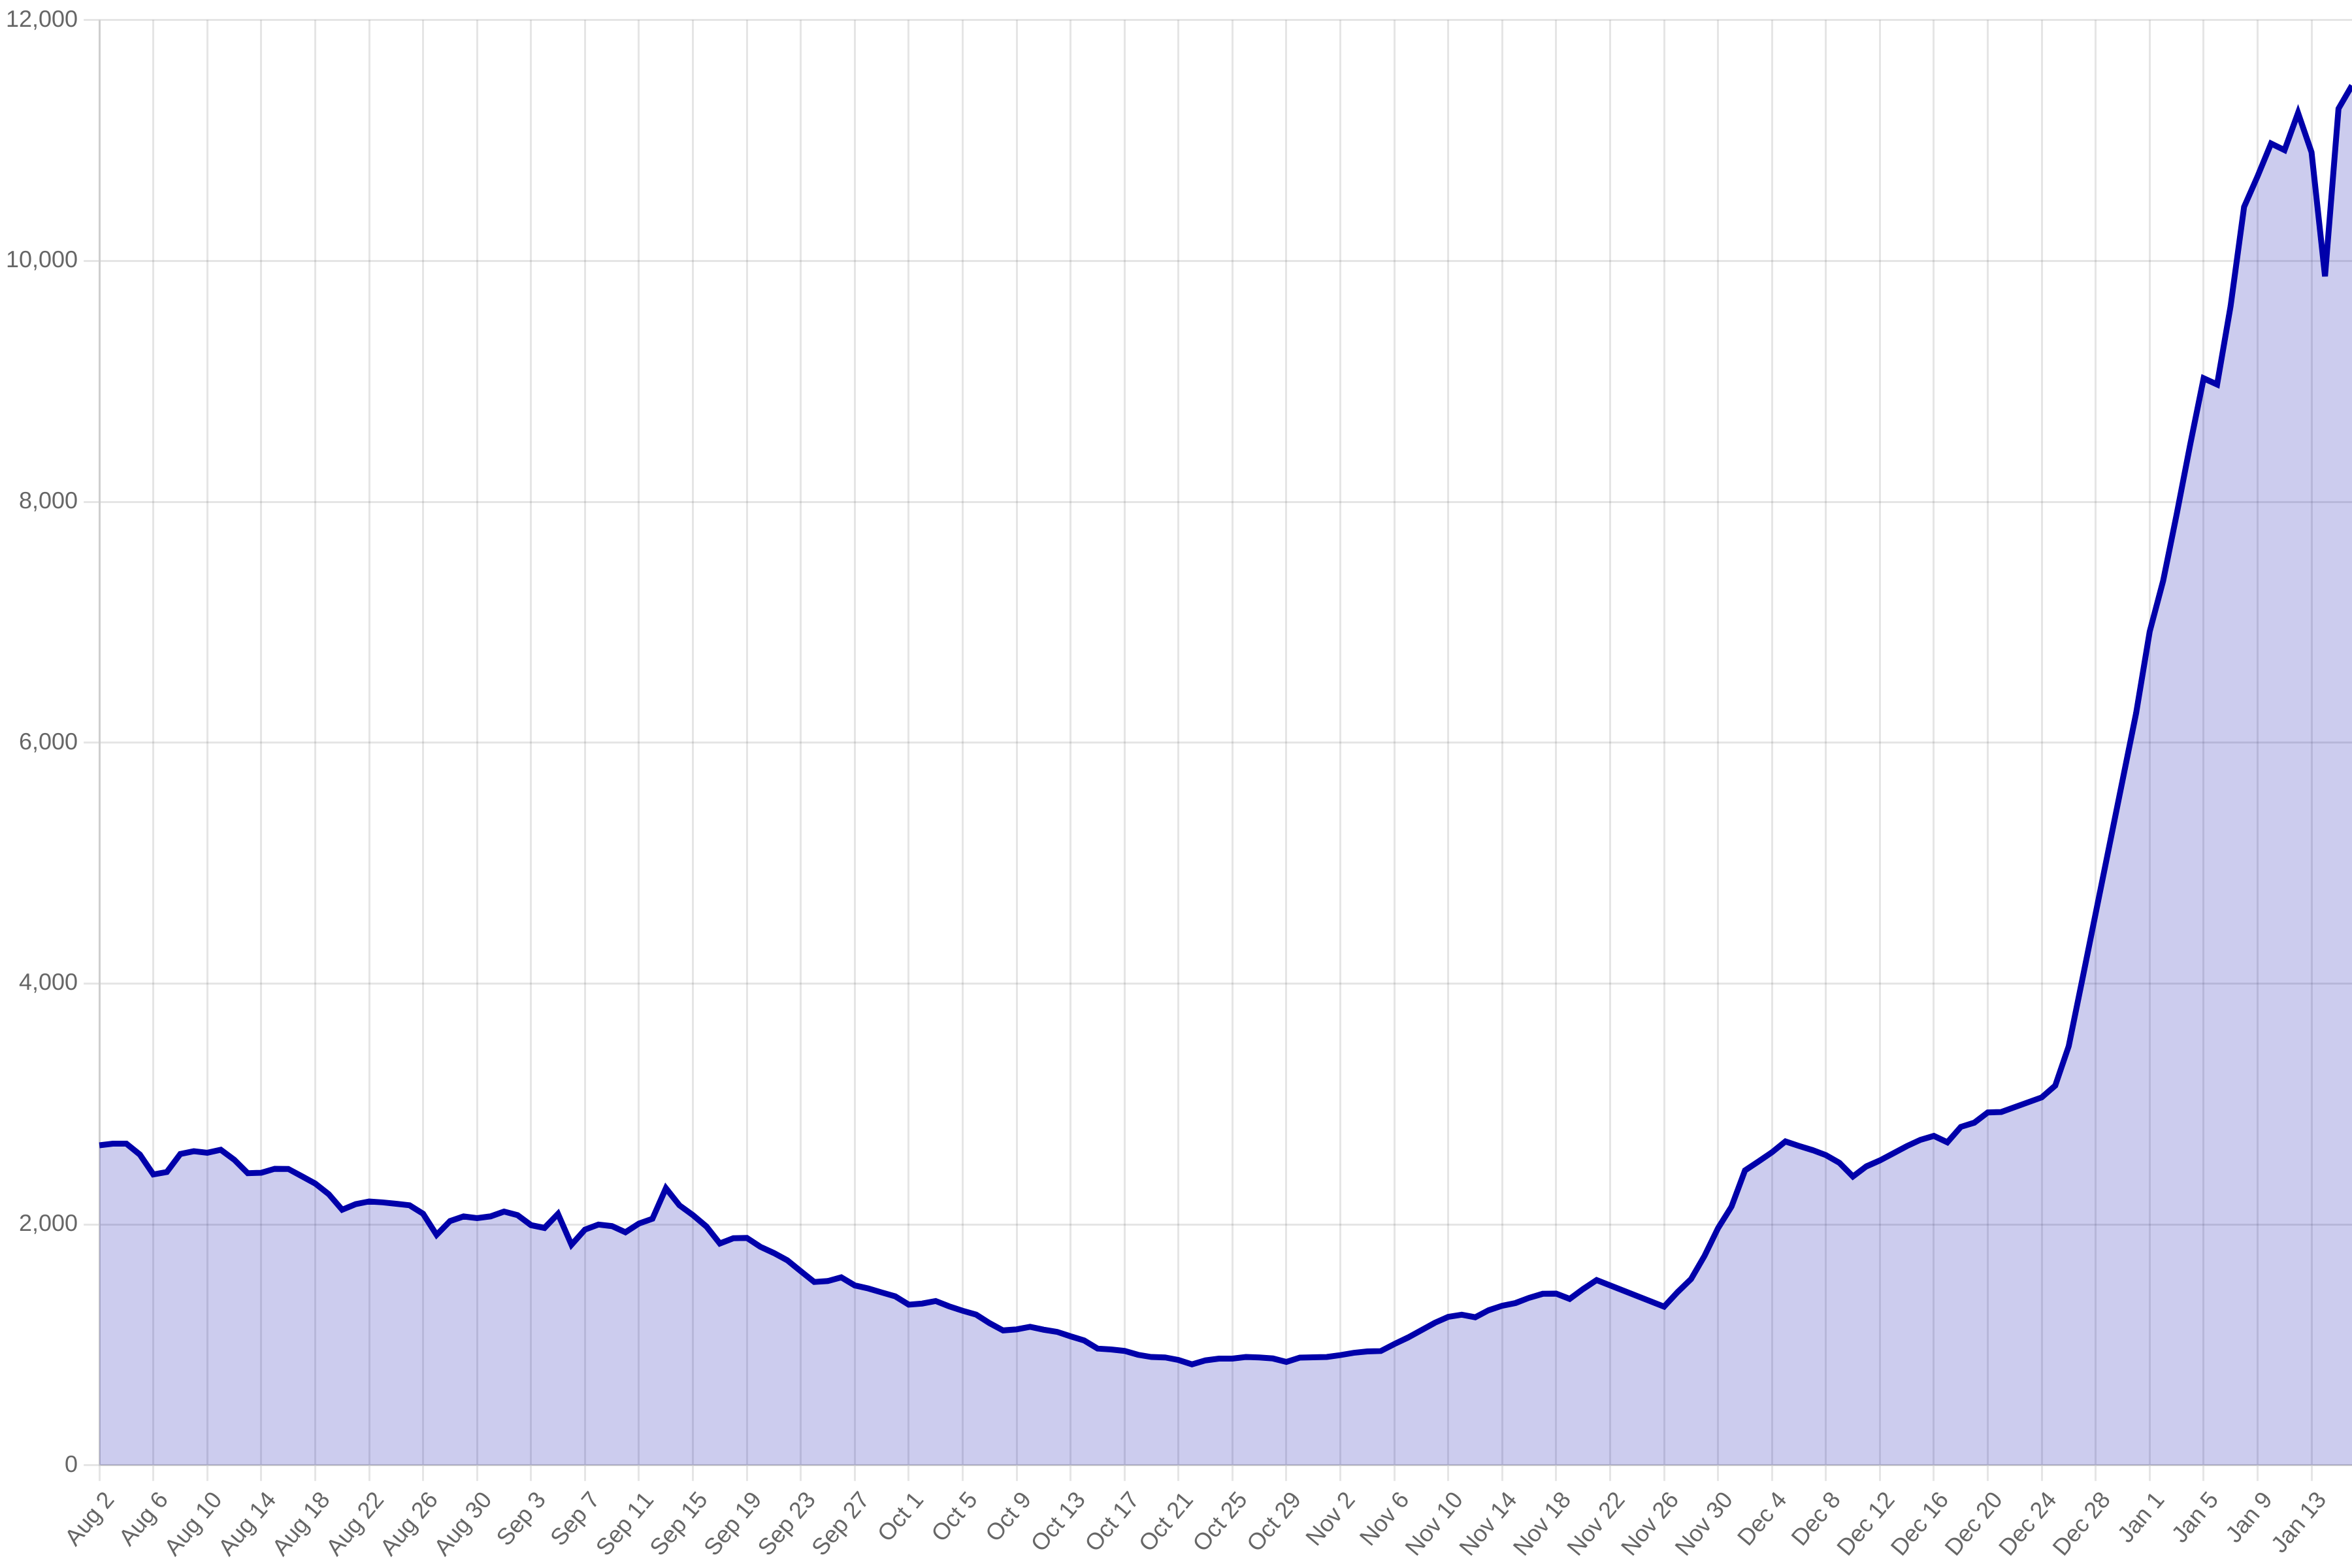 12,000
10,000
8,000
6,000
4,000
2,000
0
Aug 2
Aug 6
Aug 10
Aug 14
Aug 18
Aug 22
Aug 26
Aug 30
Sep 3
Sep 7
Sep 11
Sep 15
Sep 19
Sep 23
Sep 27
Oct 1
Oct 5
Oct 9
Oct 13
Oct 17
Oct 21
Oct 25
Oct 29
Nov 2
Nov 6
Nov 10
Nov 14
Nov 18
Nov 22
Nov 26
Nov 30
Dec 4
Dec 8
Dec 12
Dec 16
Dec 20
Dec 24
Dec 28
Jan 1
Jan 5
Jan 9
Jan 13